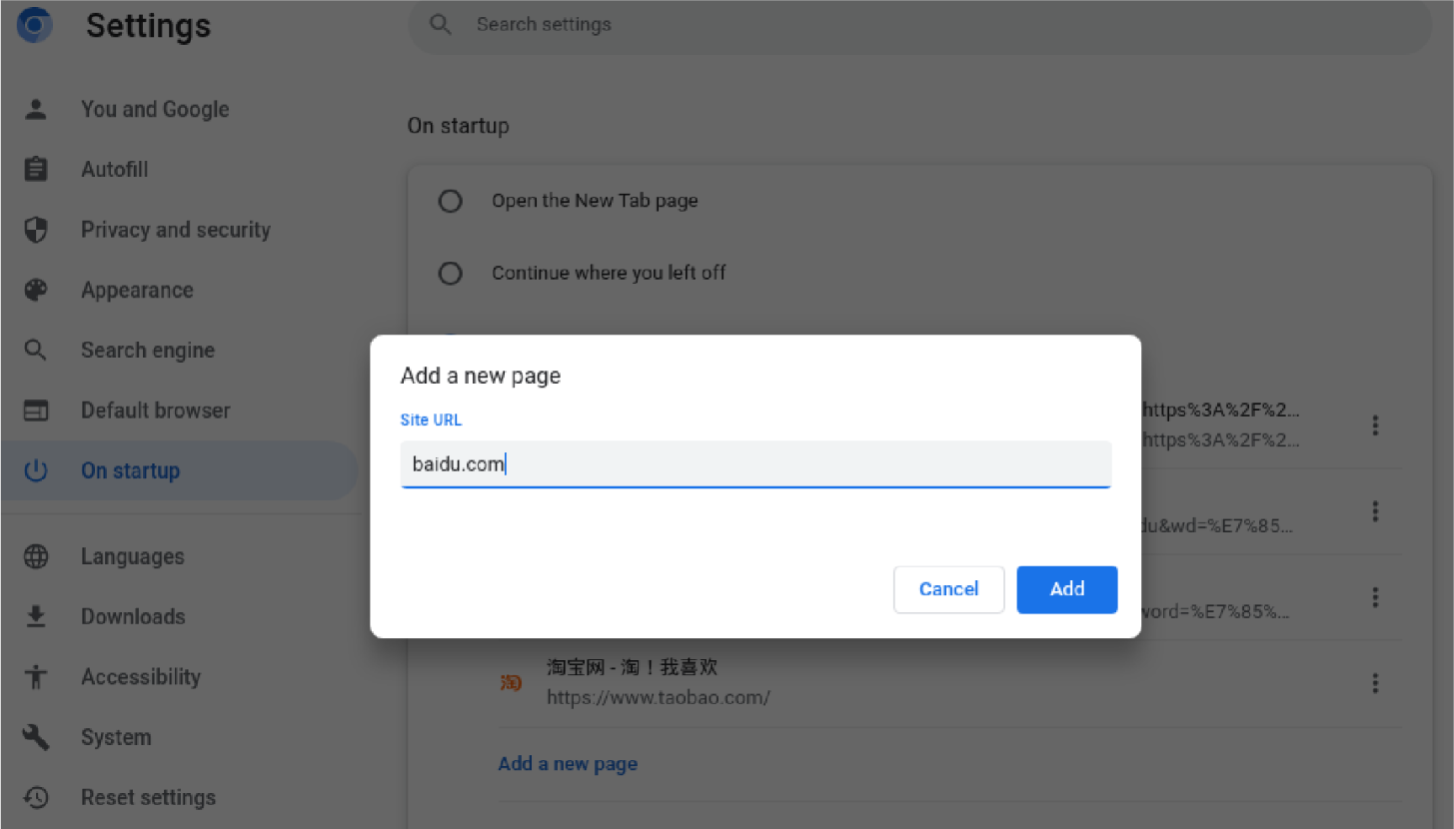 Settings
Search settings
You and Google
Autofill
Privacy and security
Appearance
Search engine
Default browser
On startup
Languages
Downloads
Accessibility
System
Reset settings
On startup
Open the New Tab page
Continue where you left off
Add a new page
Site URL
baidu.com
Cancel
Add
https%3A%2F%2...
https%3A%2F%2...
du&wd=%E7%85...
word=%E7%85%...
淘
淘宝网 - 淘！我喜欢
https://www.taobao.com/
Add a new page